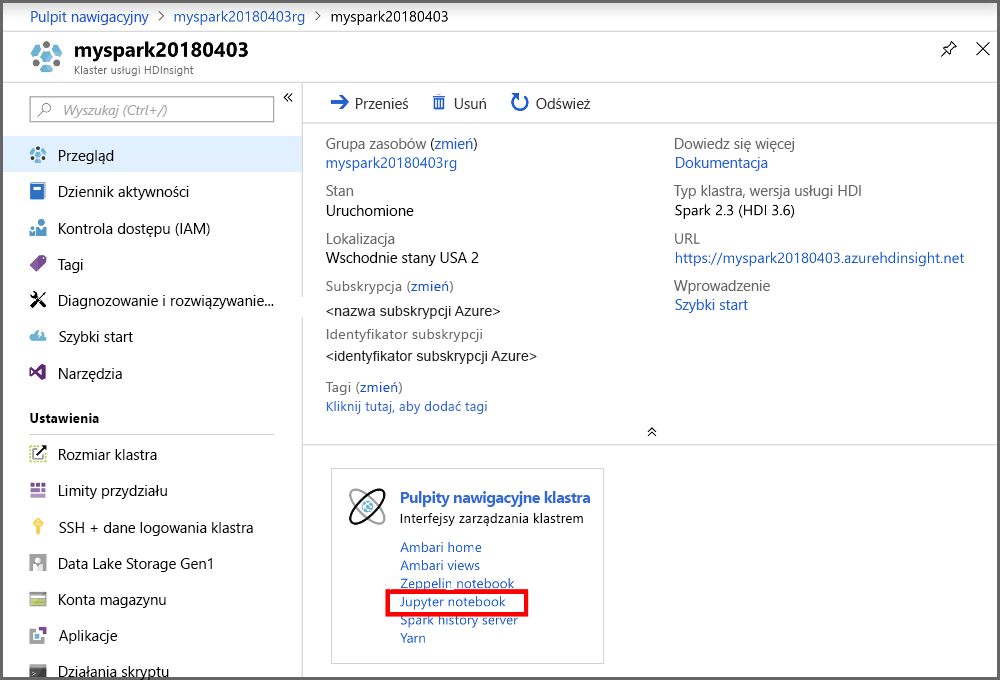 Pulpit nawigacyjny > myspark20180403rg > myspark20180403
myspark20180403
Klaster usługi HDInsight
Wyszukaj (Ctrl+/)
«
Przegląd
Dziennik aktywności
Kontrola dostępu (IAM)
Tagi
Diagnozowanie i rozwiązywanie...
Szybki start
Narzędzia
Ustawienia
Rozmiar klastra
Limity przydziału
SSH + dane logowania klastra
Data Lake Storage Gen1
Konta magazynu
Aplikacje
Działania skryptu
Przenieś Usuń Odśwież
Grupa zasobów (zmień)
myspark20180403rg
Stan
Uruchomione
Lokalizacja
Wschodnie stany USA 2
Subskrypcja (zmień)
<nazwa subskrypcji Azure>
Identyfikator subskrypcji
<identyfikator subskrypcji Azure>
Tagi (zmień)
Kliknij tutaj, aby dodać tagi
Dowiedz się więcej
Dokumentacja
Typ klastra, wersja usługi HDI
Spark 2.3 (HDI 3.6)
URL
https://myspark20180403.azurehdinsight.net
Wprowadzenie
Szybki start
Pulpity nawigacyjne klastra
Interfejsy zarządzania klastrem
Ambari home
Ambari views
Zeppelin notebook
Jupyter notebook
Spark history server
Yarn